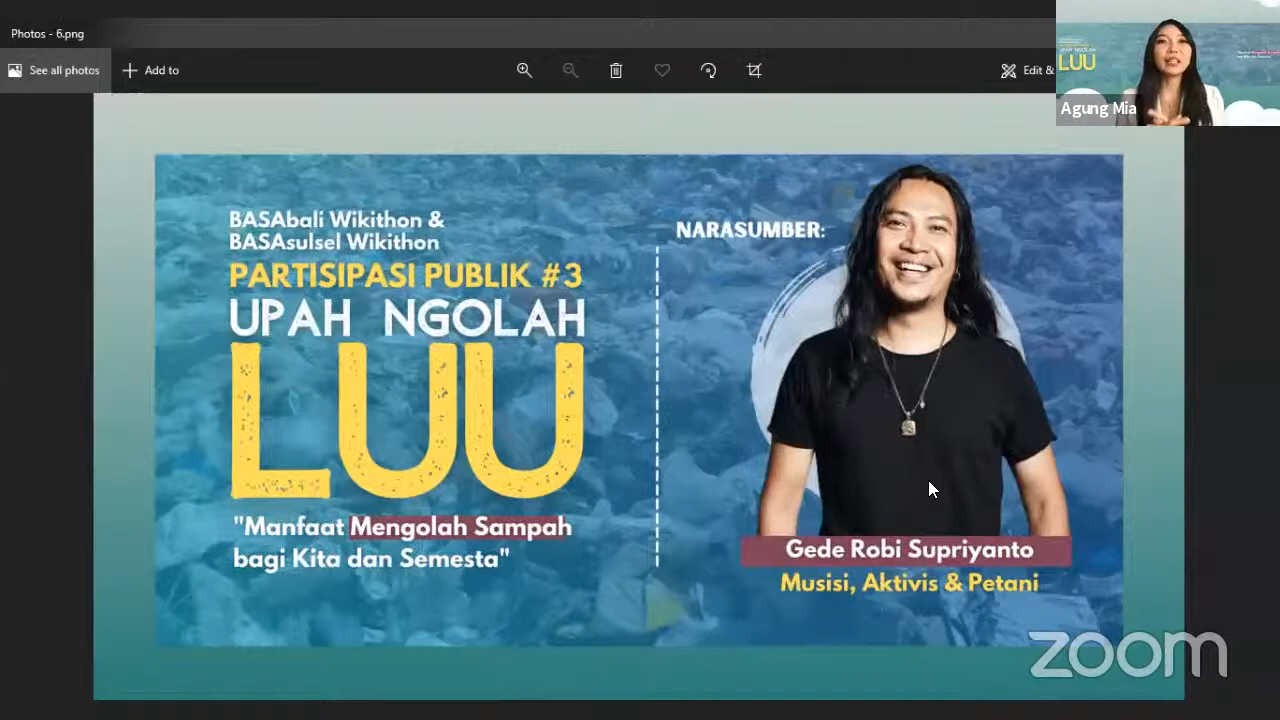 Photos - 6.png
See all photos
Add to
Edit &
LUU
Agung Mia
BASAbali Wikithon &
BASAsulsel Wikithon
PARTISIPASI PUBLIK #3
UPAH NGOLAH
LUU
"Manfaat Mengolah Sampah
bagi Kita dan Semesta"
NARASUMBER:
Gede Robi Supriyanto
Musisi, Aktivis & Petani
zoom